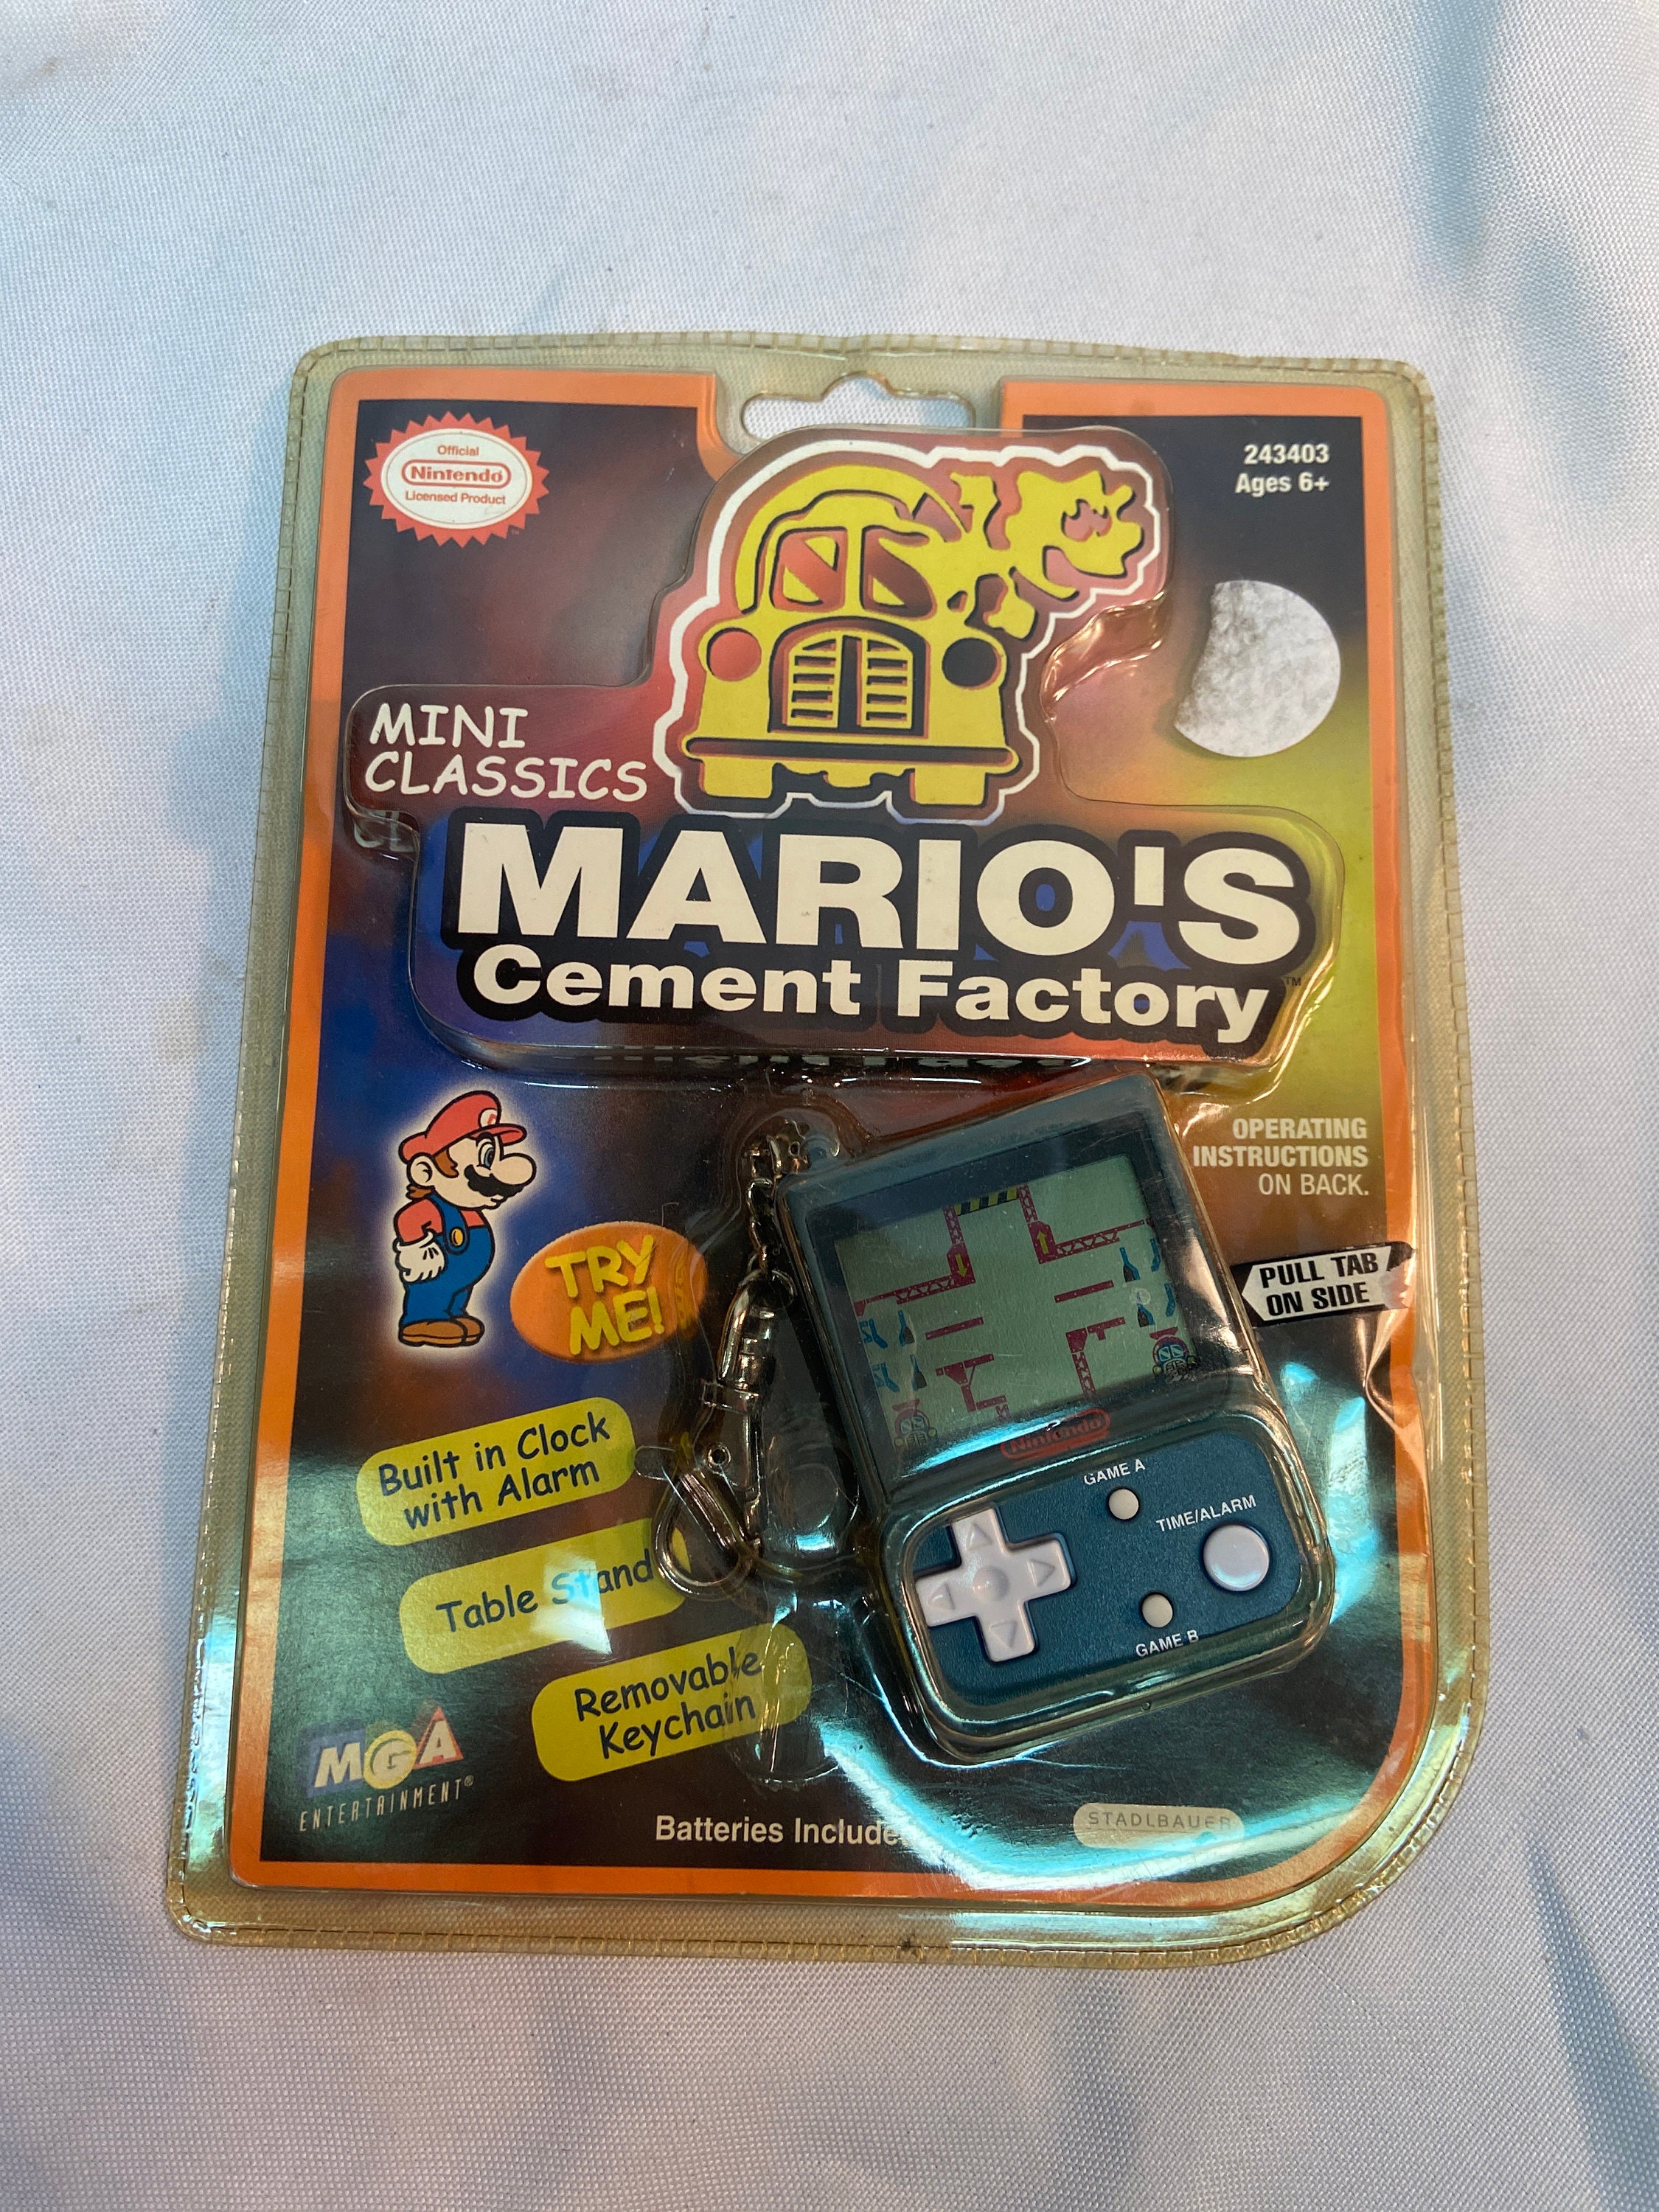 Official
Nintendo
Licensed Product
243403
Ages 6+
MINI
CLASSICS
MARIO'S
Cement Factory
TM
OPERATING
INSTRUCTIONS
ON BACK.
TRY
ME!
PULL TAB
ON SIDE
Built in Clock
with Alarm
Table Stand
Removable
Keychain
Nintendo
GAME A
TIME/ALARM
GAME B
MGA
ENTERTAINMENT®
Batteries Include
STADLBAUER